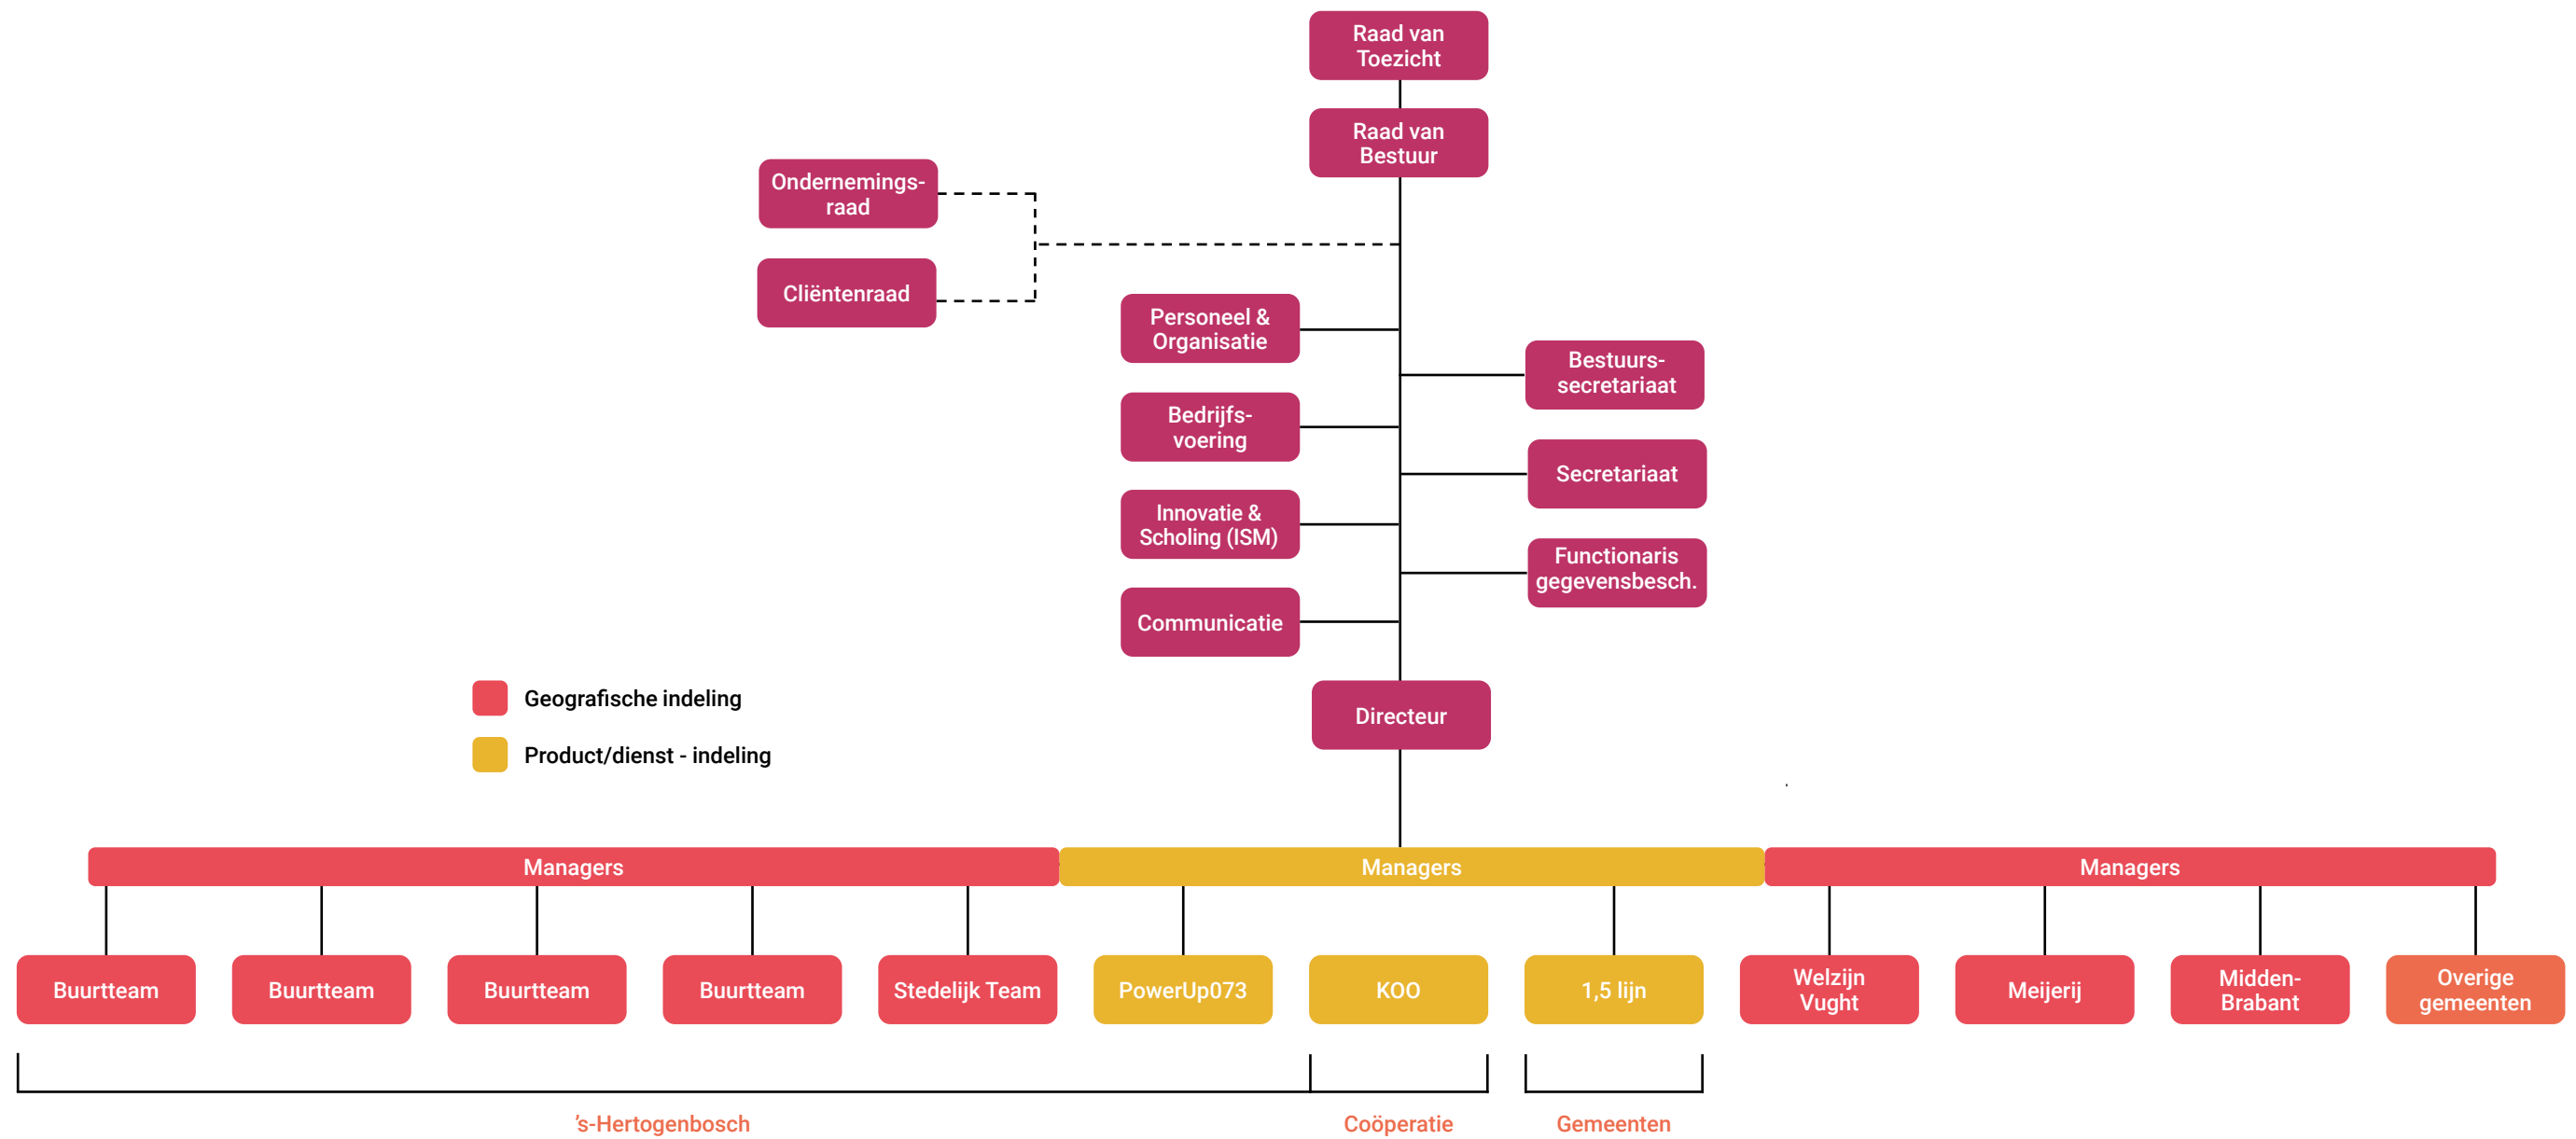 Raad van
Toezicht
Raad van
Bestuur
Ondernemings-
raad
Cliëntenraad
Personeel &
Organisatie
Bestuurs-
secretariaat
Bedrijfs-
voering
Secretariaat
Innovatie &
Scholing (ISM)
Functionaris
gegevensbesch.
Communicatie
Geografische indeling
Product/dienst - indeling
Directeur
Managers
Managers
Managers
Buurtteam
Buurtteam
Buurtteam
Buurtteam
Stedelijk Team
PowerUp073
KOO
1,5 lijn
Welzijn
Vught
Meijerij
Midden-
Brabant
Overige
gemeenten
’s-Hertogenbosch
Coöperatie
Gemeenten